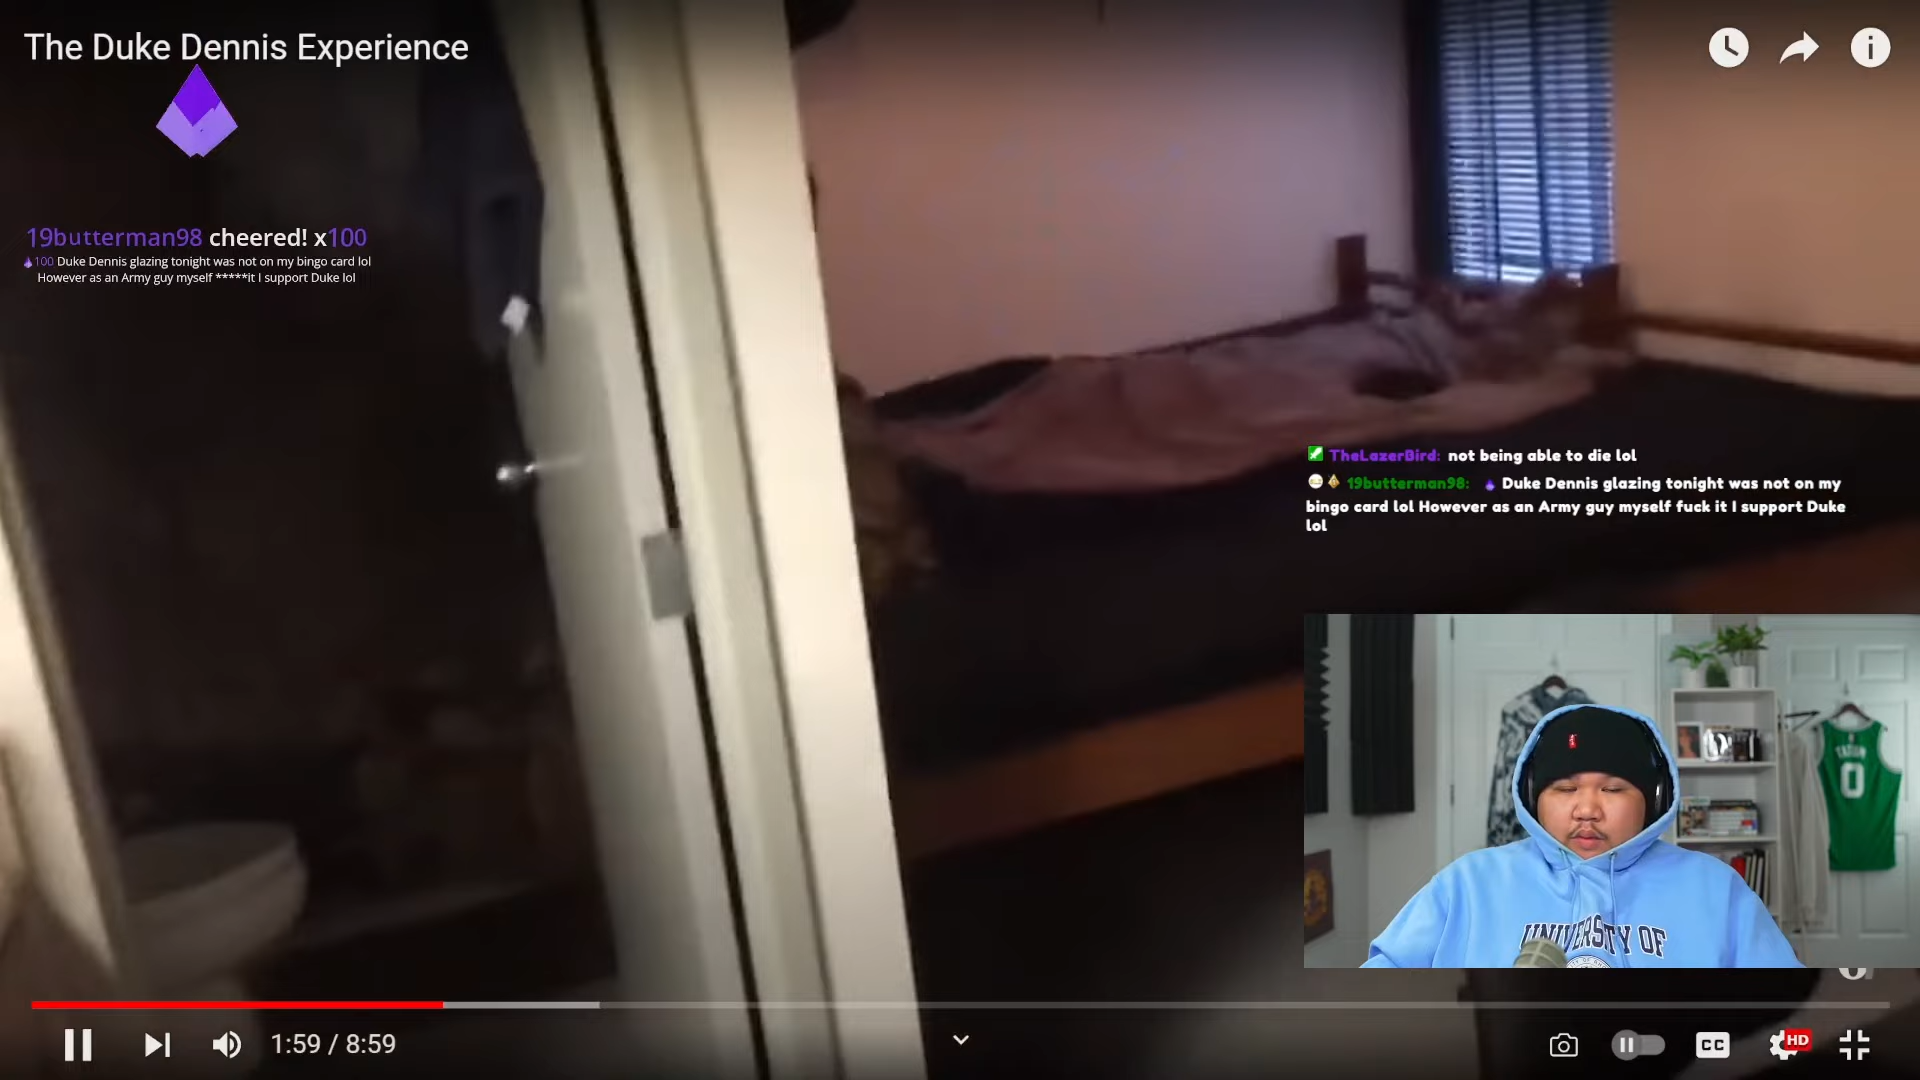 The Duke Dennis Experience
19butterman98 cheered! x100
100 Duke Dennis glazing tonight was not on my bingo card lol
However as an Army guy myself *****it I support Duke lol
TheLazerBird: not being able to die lol
19butterman98: Duke Dennis glazing tonight was not on my
bingo card lol However as an Army guy myself fuck it I support Duke
lol
TATUM
0
UNIVERSITY OF
1:59 / 8:59
CC
HD